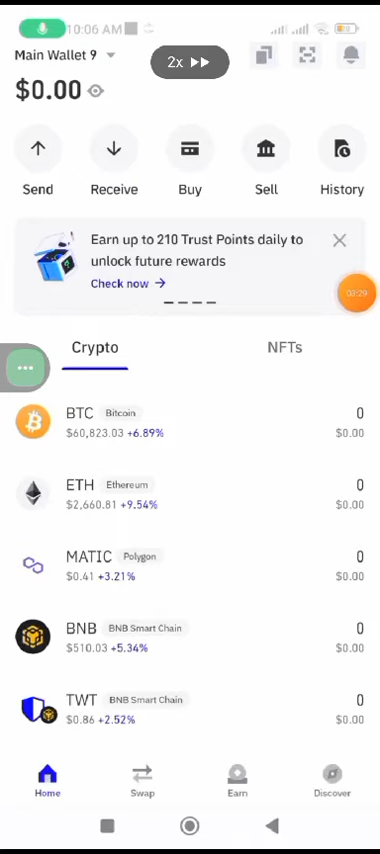 10:06 AM
Main Wallet 9
2x
$0.00
Send
Receive
Buy
Sell
History
Earn up to 210 Trust Points daily to
unlock future rewards
Check now →
03:29
Crypto
NFTs
BTC Bitcoin
0
$60,823.03 +6.89%
$0.00
ETH Ethereum
0
$2,660.81 +9.54%
$0.00
MATIC Polygon
0
$0.41 +3.21%
$0.00
BNB BNB Smart Chain
0
$510.03 +5.34%
$0.00
TWT BNB Smart Chain
0
$0.86 +2.52%
$0.00
Home
Swap
Earn
Discover